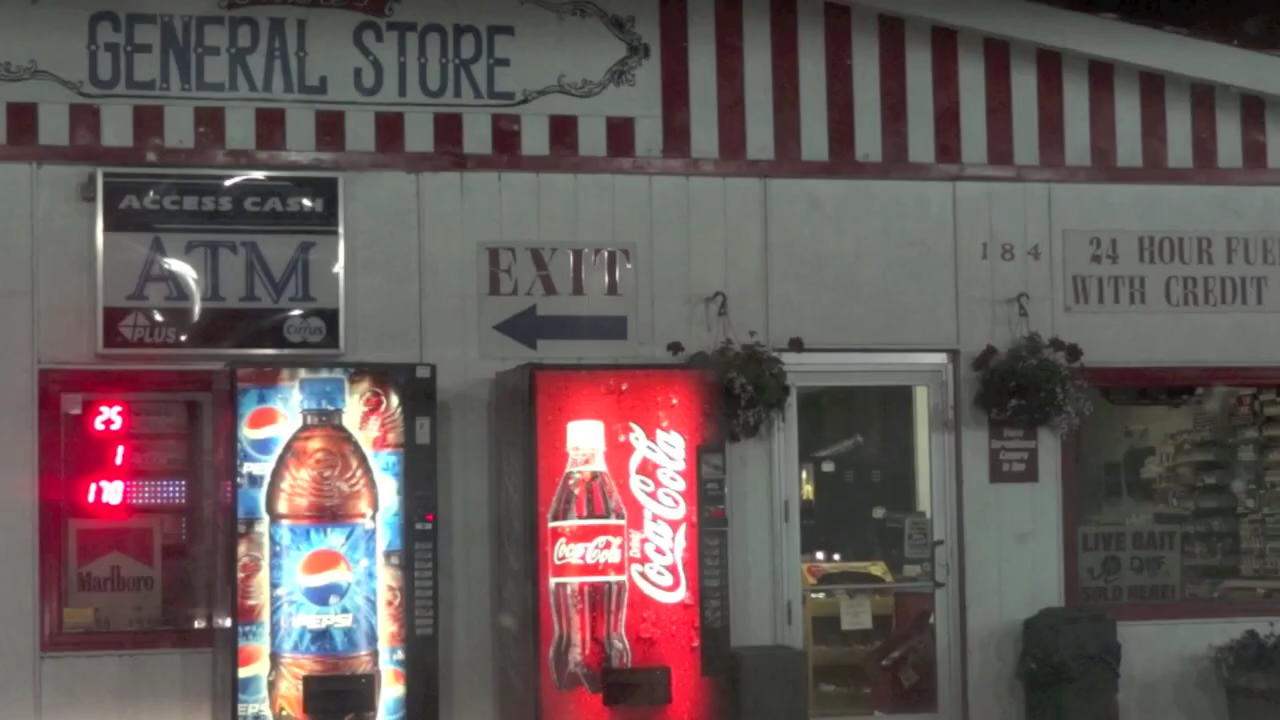 GENERAL STORE
ACCESS CASH
ATM
PLUS
Cirrus
EXIT
184
24 HOUR FUE
WITH CREDIT
25
1
170
Marlboro
PEPSI
Coca-Cola
Drink
Coca-Cola
LIVE BAIT
SOLD HERE!